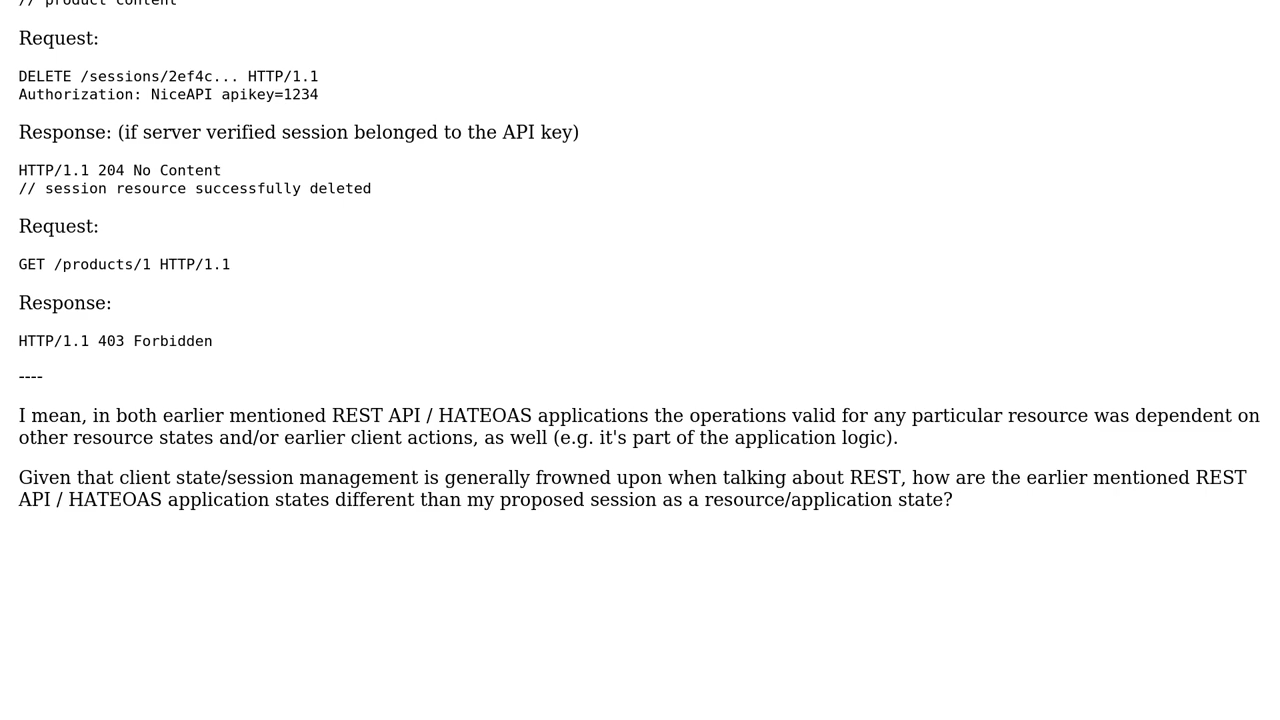 // product content
Request:
DELETE /sessions/2ef4c... HTTP/1.1
Authorization: NiceAPI apikey=1234
Response: (if server verified session belonged to the API key)
HTTP/1.1 204 No Content
// session resource successfully deleted
Request:
GET /products/1 HTTP/1.1
Response:
HTTP/1.1 403 Forbidden
----
I mean, in both earlier mentioned REST API / HATEOAS applications the operations valid for any particular resource was dependent on
other resource states and/or earlier client actions, as well (e.g. it's part of the application logic).
Given that client state/session management is generally frowned upon when talking about REST, how are the earlier mentioned REST
API / HATEOAS application states different than my proposed session as a resource/application state?